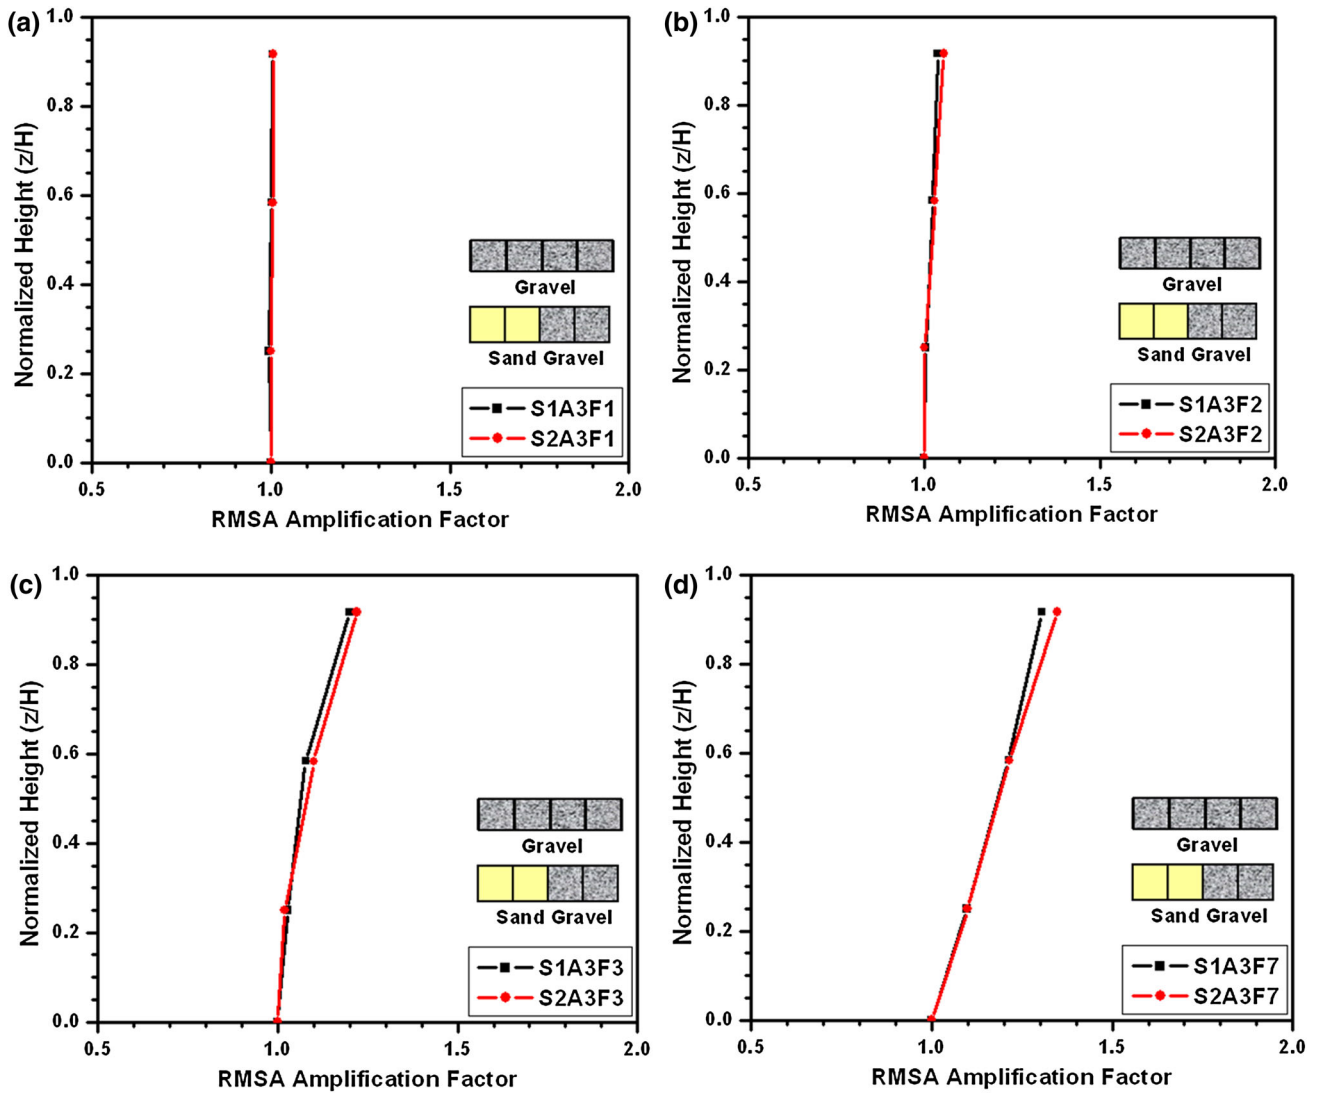 (a)
1.0
0.8
0.6
0.4
0.2
0.0
Normalized Height (z/H)
Gravel
Sand Gravel
S1A3F1
S2A3F1
0.5 1.0 1.5 2.0
RMSA Amplification Factor
(b)
1.0
0.8
0.6
0.4
0.2
0.0
Normalized Height (z/H)
Gravel
Sand Gravel
S1A3F2
S2A3F2
0.5 1.0 1.5 2.0
RMSA Amplification Factor
(c)
1.0
0.8
0.6
0.4
0.2
0.0
Normalized Height (z/H)
Gravel
Sand Gravel
S1A3F3
S2A3F3
0.5 1.0 1.5 2.0
RMSA Amplification Factor
(d)
1.0
0.8
0.6
0.4
0.2
0.0
Normalized Height (z/H)
Gravel
Sand Gravel
S1A3F7
S2A3F7
0.5 1.0 1.5 2.0
RMSA Amplification Factor